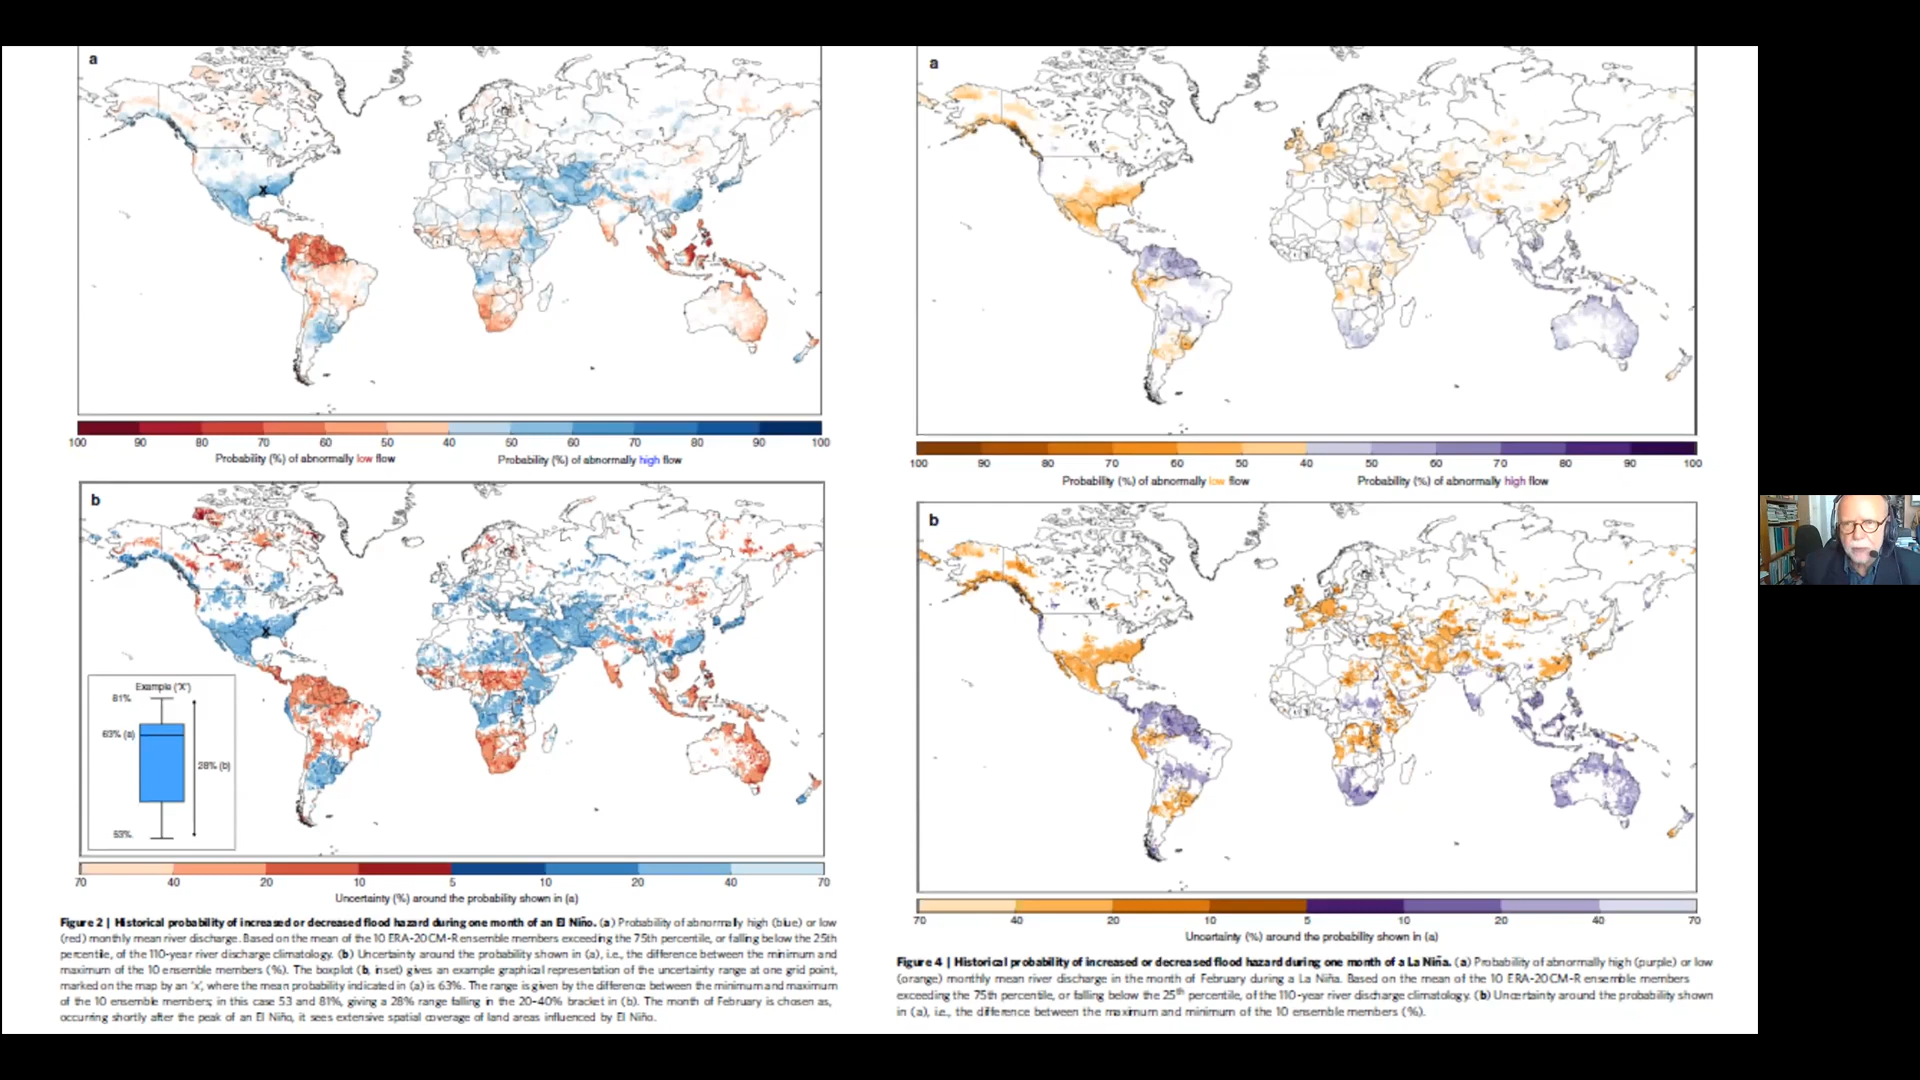 a
100 90 80 70 60 50 40 50 60 70 80 90 100
Probability (%) of abnormally low flow Probability (%) of abnormally high flow
b
Example ('X')
81%
63% (a)
28% (b)
53%
70 40 20 10 5 10 20 40 70
Uncertainty (%) around the probability shown in (a)
Figure 2 | Historical probability of increased or decreased flood hazard during one month of an El Niño. (a) Probability of abnormally high (blue) or low
(red) monthly mean river discharge. Based on the mean of the 10 ERA-20CM-R ensemble members exceeding the 75th percentile, or falling below the 25th
percentile, of the 110-year river discharge climatology. (b) Uncertainty around the probability shown in (a), i.e., the difference between the minimum and
maximum of the 10 ensemble members (%). The boxplot (b, inset) gives an example graphical representation of the uncertainty range at one grid point,
marked on the map by an 'x', where the mean probability indicated in (a) is 63%. The range is given by the difference between the minimum and maximum
of the 10 ensemble members; in this case 53 and 81%, giving a 28% range falling in the 20-40% bracket in (b). The month of February is chosen as,
occurring shortly after the peak of an El Niño, it sees extensive spatial coverage of land areas influenced by El Niño.
a
100 90 80 70 60 50 40 50 60 70 80 90 100
Probability (%) of abnormally low flow Probability (%) of abnormally high flow
b
70 40 20 10 5 10 20 40 70
Uncertainty (%) around the probability shown in (a)
Figure 4 | Historical probability of increased or decreased flood hazard during one month of a La Niña. (a) Probability of abnormally high (purple) or low
(orange) monthly mean river discharge in the month of February during a La Niña. Based on the mean of the 10 ERA-20CM-R ensemble members
exceeding the 75th percentile, or falling below the 25th percentile, of the 110-year river discharge climatology. (b) Uncertainty around the probability shown
in (a), i.e., the difference between the maximum and minimum of the 10 ensemble members (%).